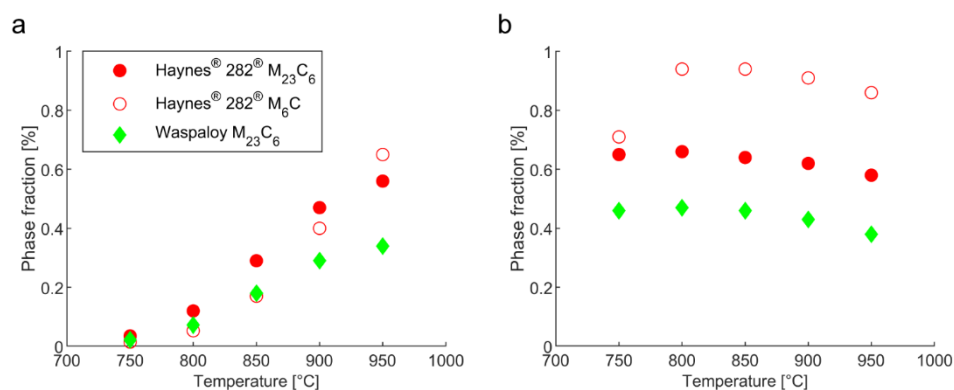 a
1
0.8
0.6
0.4
0.2
0
Phase fraction [%]
Haynes® 282® M₂₃C₆
Haynes® 282® M₆C
Waspaloy M₂₃C₆
700 750 800 850 900 950 1000
Temperature [°C]
b
1
0.8
0.6
0.4
0.2
0
Phase fraction [%]
700 750 800 850 900 950 1000
Temperature [°C]